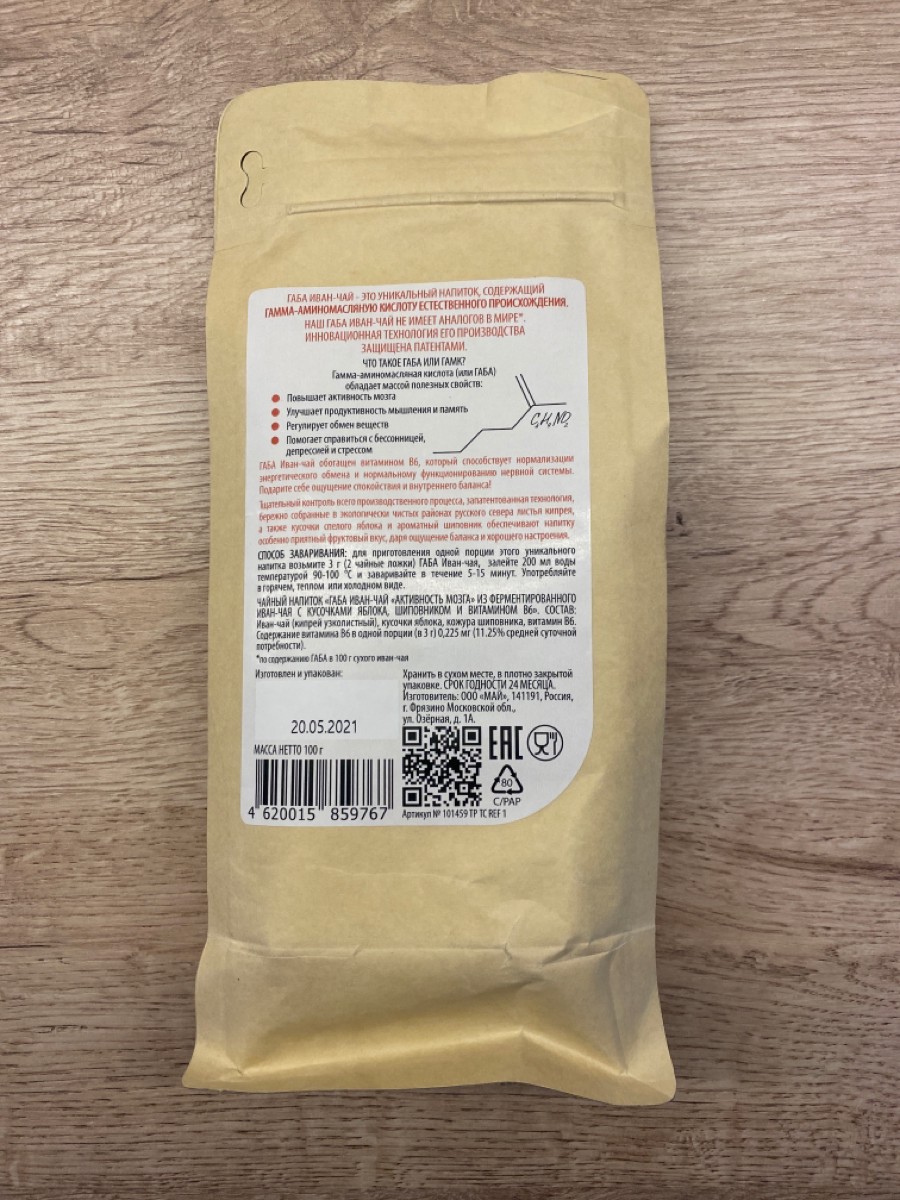 ГАБА ИВАН-ЧАЙ - ЭТО УНИКАЛЬНЫЙ НАПИТОК, СОДЕРЖАЩИЙ
ГАММА-АМИНОМАСЛЯНУЮ КИСЛОТУ ЕСТЕСТВЕННОГО ПРОИСХОЖДЕНИЯ.
НАШ ГАБА ИВАН-ЧАЙ НЕ ИМЕЕТ АНАЛОГОВ В МИРЕ*.
ИННОВАЦИОННАЯ ТЕХНОЛОГИЯ ЕГО ПРОИЗВОДСТВА
ЗАЩИЩЕНА ПАТЕНТАМИ.
ЧТО ТАКОЕ ГАБА ИЛИ ГАМК?
Гамма-аминомасляная кислота (или ГАБА)
обладает массой полезных свойств:
Повышает активность мозга
Улучшает продуктивность мышления и память
Регулирует обмен веществ
Помогает справиться с бессонницей,
депрессией и стрессом
C₄H₉NO₂
ГАБА Иван-чай обогащен витамином В6, который способствует нормализации
энергетического обмена и нормальному функционированию нервной системы.
Подарите себе ощущение спокойствия и внутреннего баланса!
Тщательный контроль всего производственного процесса, запатентованная технология,
бережно собранные в экологически чистых районах русского севера листья кипрея,
а также кусочки спелого яблока и ароматный шиповник обеспечивают напитку
особенно приятный фруктовый вкус, даря ощущение баланса и хорошего настроения.
СПОСОБ ЗАВАРИВАНИЯ: для приготовления одной порции этого уникального
напитка возьмите 3 г (2 чайные ложки) ГАБА Иван-чая, залейте 200 мл воды
температурой 90-100 °C и заваривайте в течение 5-15 минут. Употребляйте
в горячем, теплом или холодном виде.
ЧАЙНЫЙ НАПИТОК «ГАБА ИВАН-ЧАЙ «АКТИВНОСТЬ МОЗГА» ИЗ ФЕРМЕНТИРОВАННОГО
ИВАН-ЧАЯ С КУСОЧКАМИ ЯБЛОКА, ШИПОВНИКОМ И ВИТАМИНОМ В6». СОСТАВ:
Иван-чай (кипрей узколистный), кусочки яблока, кожура шиповника, витамин В6.
Содержание витамина В6 в одной порции (в 3 г) 0,225 мг (11.25% средней суточной
потребности).
*по содержанию ГАБА в 100 г сухого иван-чая
Изготовлен и упакован:
20.05.2021
МАССА НЕТТО 100 г
4 620015 859767
Хранить в сухом месте, в плотно закрытой
упаковке. СРОК ГОДНОСТИ 24 МЕСЯЦА.
Изготовитель: ООО «МАЙ», 141191, Россия,
г. Фрязино Московской обл.,
ул. Озёрная, д. 1А.
ЕАС
80
C/PAP
Артикул № 101459 ТР ТС REF 1